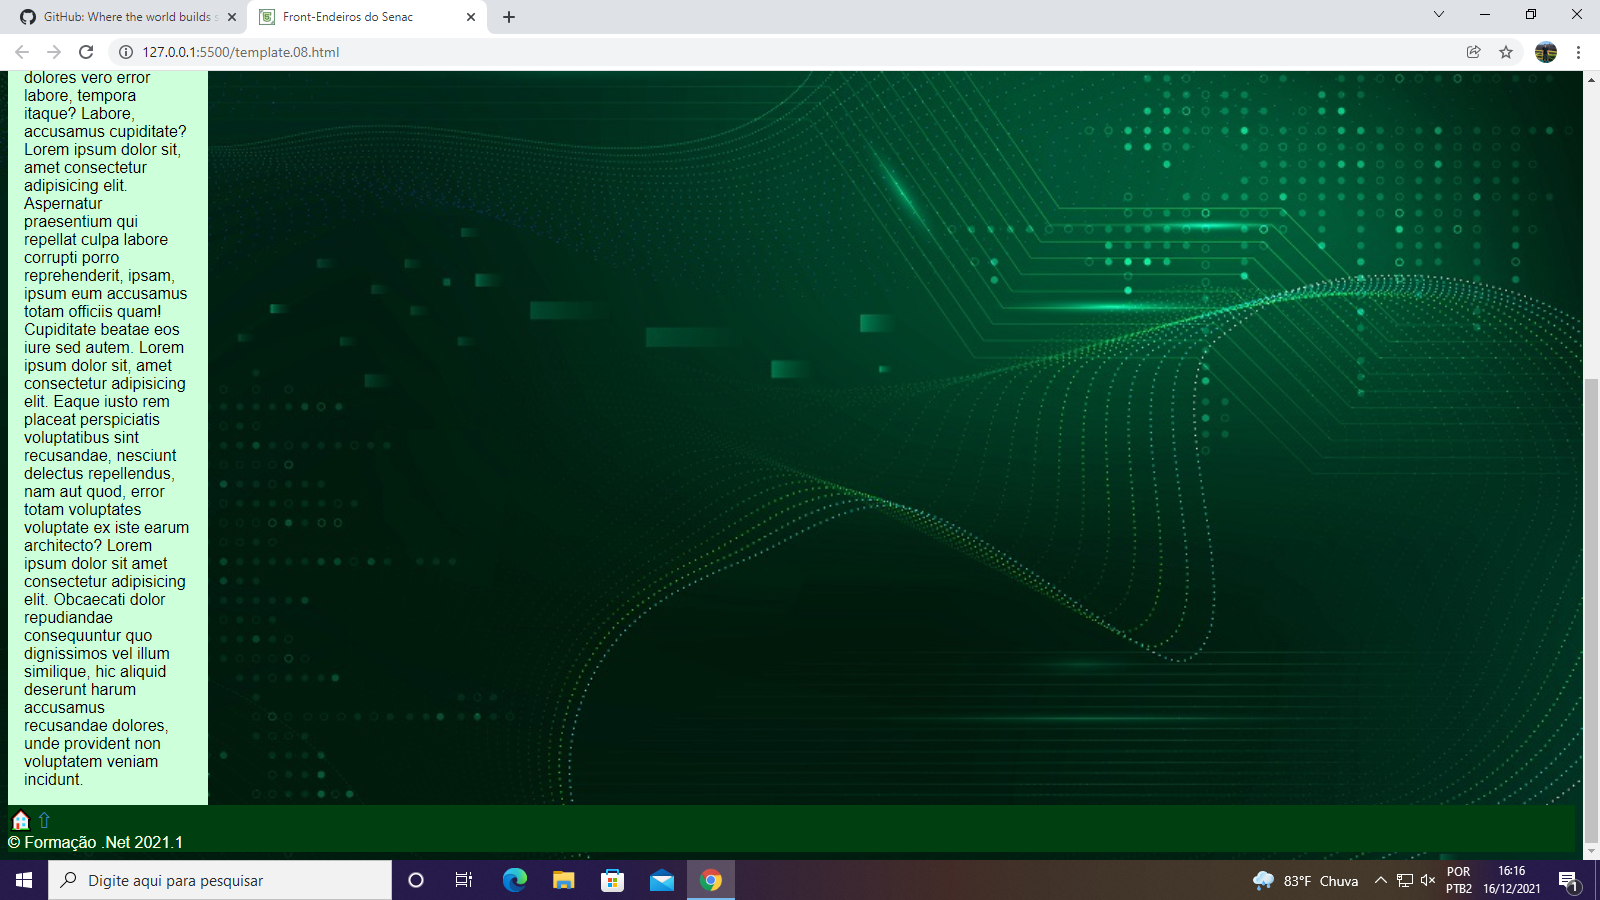 GitHub: Where the world builds s
Front-Endeiros do Senac
127.0.0.1:5500/template.08.html
dolores vero error
labore, tempora
itaque? Labore,
accusamus cupiditate?
Lorem ipsum dolor sit,
amet consectetur
adipisicing elit.
Aspernatur
praesentium qui
repellat culpa labore
corrupti porro
reprehenderit, ipsam,
ipsum eum accusamus
totam officiis quam!
Cupiditate beatae eos
iure sed autem. Lorem
ipsum dolor sit, amet
consectetur adipisicing
elit. Eaque iusto rem
placeat perspiciatis
voluptatibus sint
recusandae, nesciunt
delectus repellendus,
nam aut quod, error
totam voluptates
voluptate ex iste earum
architecto? Lorem
ipsum dolor sit amet
consectetur adipisicing
elit. Obcaecati dolor
repudiandae
consequuntur quo
dignissimos vel illum
similique, hic aliquid
deserunt harum
accusamus
recusandae dolores,
unde provident non
voluptatem veniam
incidunt.
© Formação .Net 2021.1
Digite aqui para pesquisar
83°F Chuva
POR
PTB2
16:16
16/12/2021
1